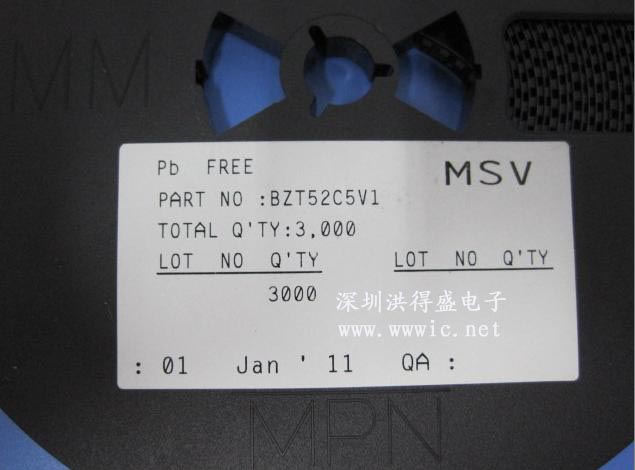 MM
Pb FREE
MSV
PART NO :BZT52C5V1
TOTAL Q'TY:3,000
LOT NO Q'TY LOT NO Q'TY
3000
深圳洪得盛电子
www.wwwic.net
: 01 Jan ' 11 QA :
MPN